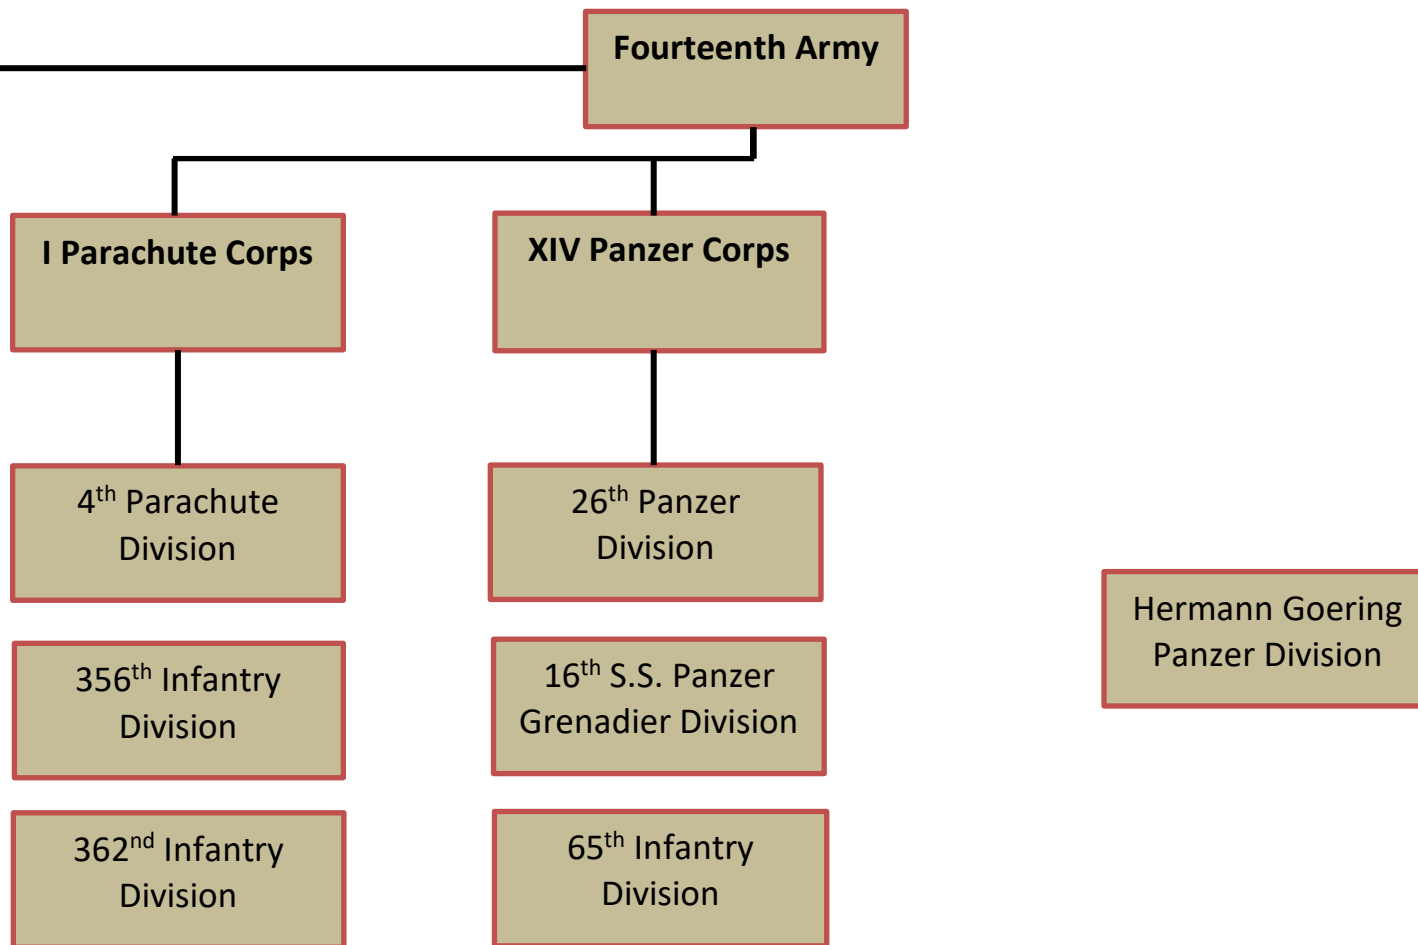 Fourteenth Army
I Parachute Corps
XIV Panzer Corps
4th Parachute
Division
26th Panzer
Division
Hermann Goering
Panzer Division
356th Infantry
Division
16th S.S. Panzer
Grenadier Division
362nd Infantry
Division
65th Infantry
Division